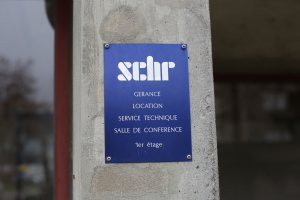 schr
GERANCE
LOCATION
SERVICE TECHNIQUE
SALLE DE CONFERENCE
1er étage